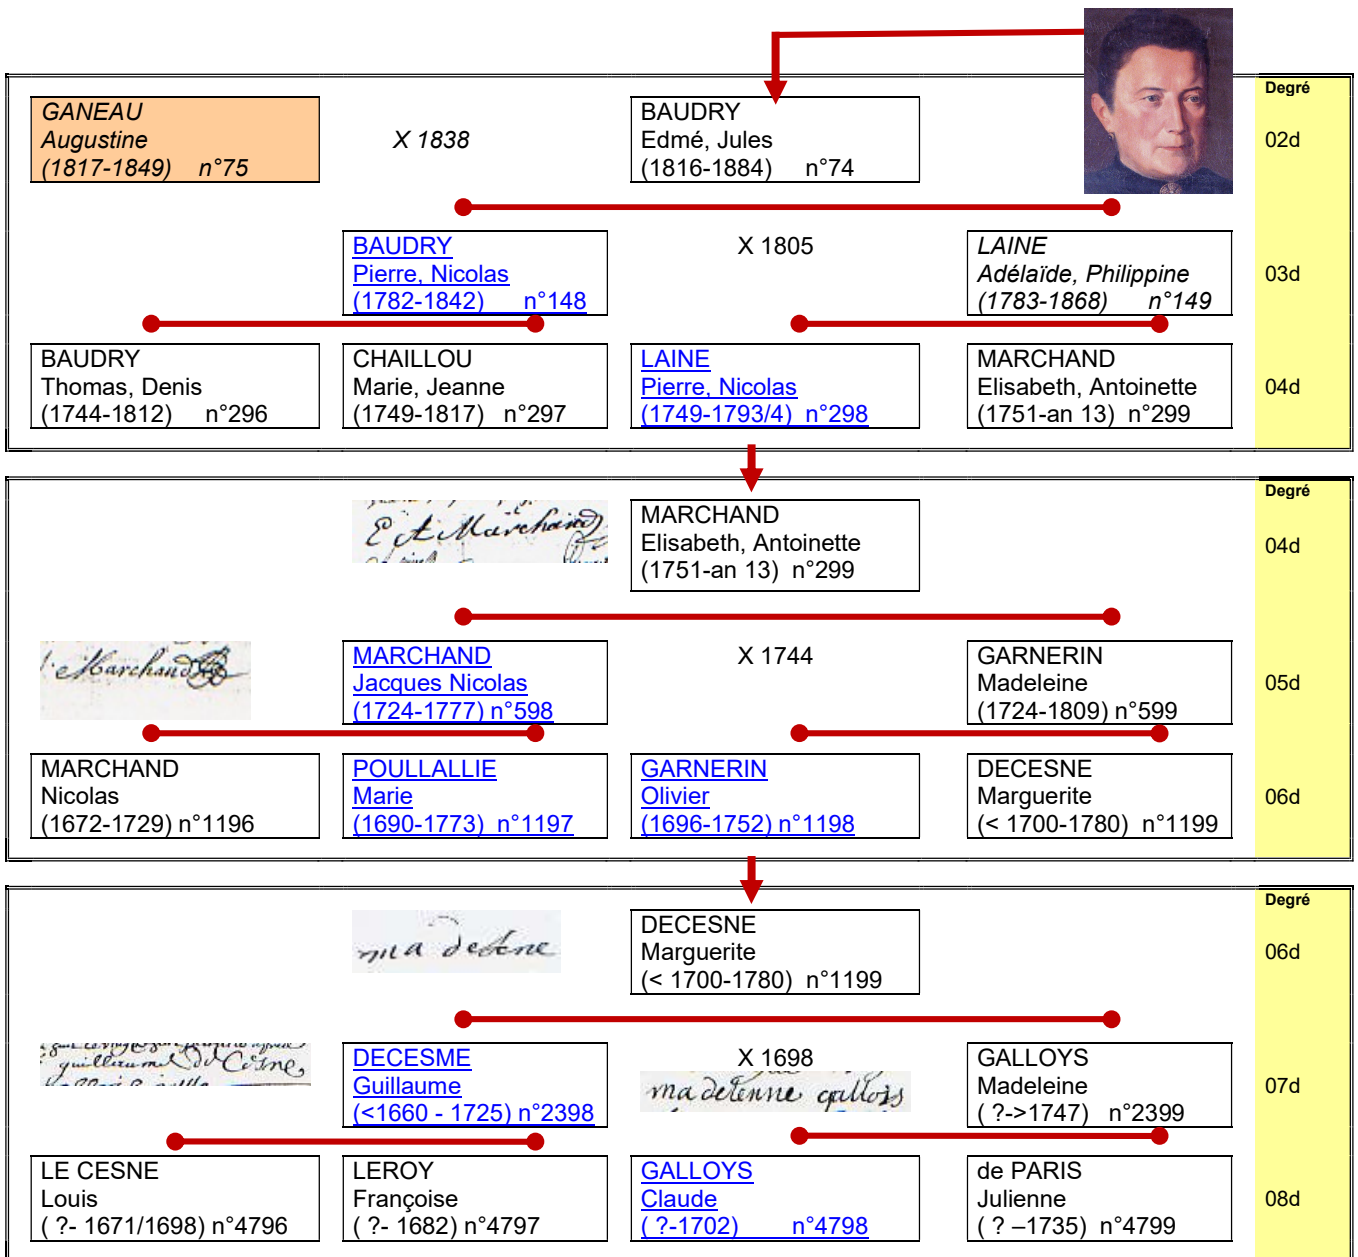 Degré
GANEAU
Augustine
(1817-1849) n°75
X 1838
BAUDRY
Edmé, Jules
(1816-1884) n°74
02d
BAUDRY
Pierre, Nicolas
(1782-1842) n°148
X 1805
LAINE
Adélaïde, Philippine
(1783-1868) n°149
03d
BAUDRY
Thomas, Denis
(1744-1812) n°296
CHAILLOU
Marie, Jeanne
(1749-1817) n°297
LAINE
Pierre, Nicolas
(1749-1793/4) n°298
MARCHAND
Elisabeth, Antoinette
(1751-an 13) n°299
04d
Degré
E A Marchand
MARCHAND
Elisabeth, Antoinette
(1751-an 13) n°299
04d
Marchand
MARCHAND
Jacques Nicolas
(1724-1777) n°598
X 1744
GARNERIN
Madeleine
(1724-1809) n°599
05d
MARCHAND
Nicolas
(1672-1729) n°1196
POULLALLIE
Marie
(1690-1773) n°1197
GARNERIN
Olivier
(1696-1752) n°1198
DECESNE
Marguerite
(< 1700-1780) n°1199
06d
Degré
ma desene
DECESNE
Marguerite
(< 1700-1780) n°1199
06d
guillaume De Cesne
DECESME
Guillaume
(<1660 - 1725) n°2398
X 1698
madelenne gallois
GALLOYS
Madeleine
( ?->1747) n°2399
07d
LE CESNE
Louis
( ?- 1671/1698) n°4796
LEROY
Françoise
( ?- 1682) n°4797
GALLOYS
Claude
( ?-1702) n°4798
de PARIS
Julienne
( ? –1735) n°4799
08d